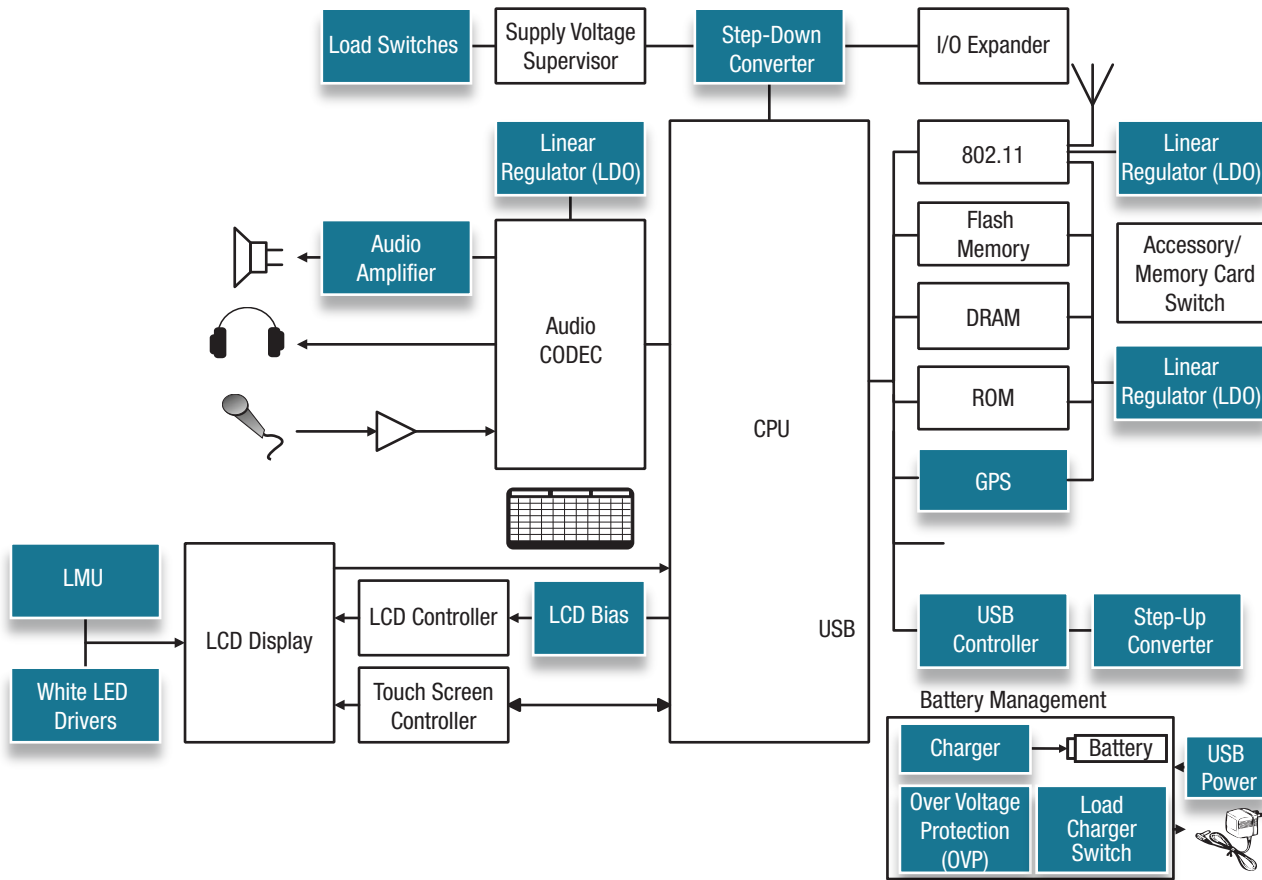 Load Switches
Supply Voltage
Supervisor
Step-Down
Converter
I/O Expander
Linear
Regulator (LDO)
802.11
Linear
Regulator (LDO)
Audio
Amplifier
Flash
Memory
Accessory/
Memory Card
Switch
Audio
CODEC
DRAM
CPU
ROM
Linear
Regulator (LDO)
GPS
LMU
LCD Display
LCD Controller
LCD Bias
USB
USB
Controller
Step-Up
Converter
White LED
Drivers
Touch Screen
Controller
Battery Management
Charger
Battery
USB
Power
Over Voltage
Protection
(OVP)
Load
Charger
Switch